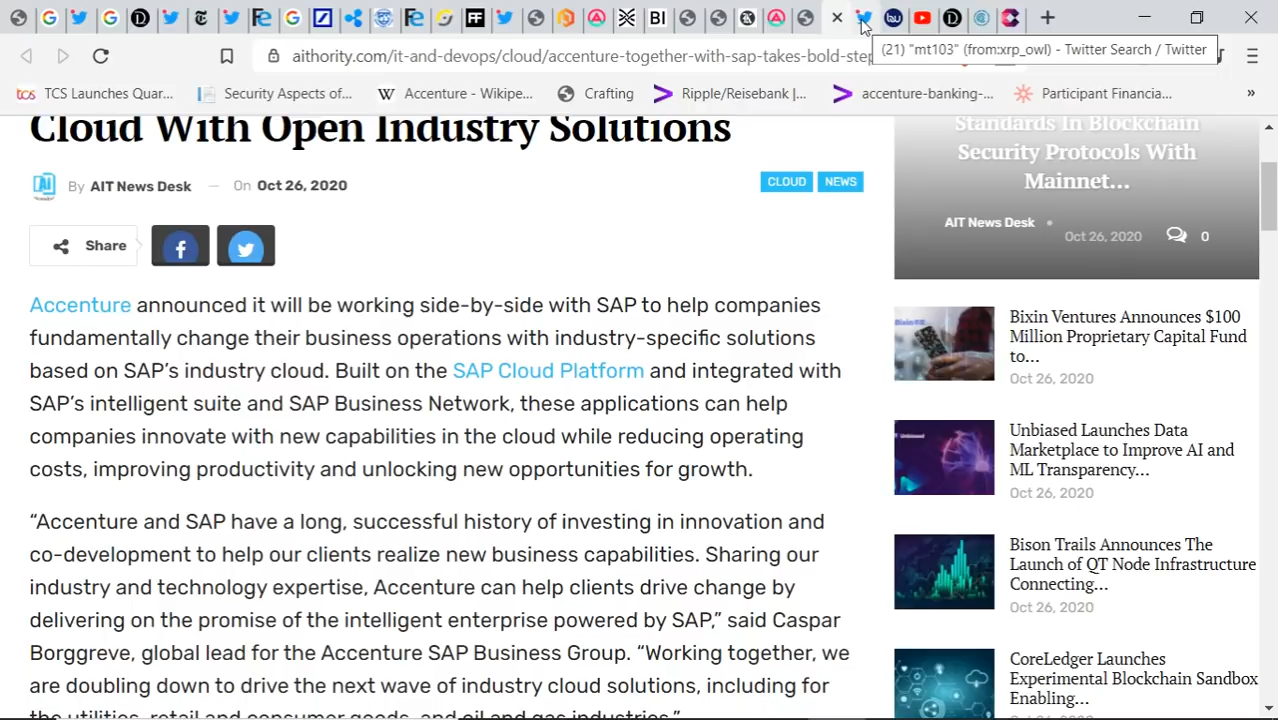 (21) "mt103" (from:xrp_owl) - Twitter Search / Twitter
aithority.com/it-and-devops/cloud/accenture-together-with-sap-takes-bold-step
TCS Launches Quar...
Security Aspects of...
Accenture - Wikipe...
Crafting
Ripple/Reisebank |...
accenture-banking-...
Participant Financia...
Cloud With Open Industry Solutions
By AIT News Desk — On Oct 26, 2020
CLOUD
NEWS
Share
Accenture announced it will be working side-by-side with SAP to help companies
fundamentally change their business operations with industry-specific solutions
based on SAP's industry cloud. Built on the SAP Cloud Platform and integrated with
SAP's intelligent suite and SAP Business Network, these applications can help
companies innovate with new capabilities in the cloud while reducing operating
costs, improving productivity and unlocking new opportunities for growth.
“Accenture and SAP have a long, successful history of investing in innovation and
co-development to help our clients realize new business capabilities. Sharing our
industry and technology expertise, Accenture can help clients drive change by
delivering on the promise of the intelligent enterprise powered by SAP,” said Caspar
Borggreve, global lead for the Accenture SAP Business Group. “Working together, we
are doubling down to drive the next wave of industry cloud solutions, including for
the utilities, retail and consumer goods, and oil and gas industries.”
Standards In Blockchain
Security Protocols With
Mainnet...
AIT News Desk
Oct 26, 2020
0
Bixin Ventures Announces $100
Million Proprietary Capital Fund
to...
Oct 26, 2020
Unbiased Launches Data
Marketplace to Improve AI and
ML Transparency...
Oct 26, 2020
Bison Trails Announces The
Launch of QT Node Infrastructure
Connecting...
Oct 26, 2020
CoreLedger Launches
Experimental Blockchain Sandbox
Enabling...